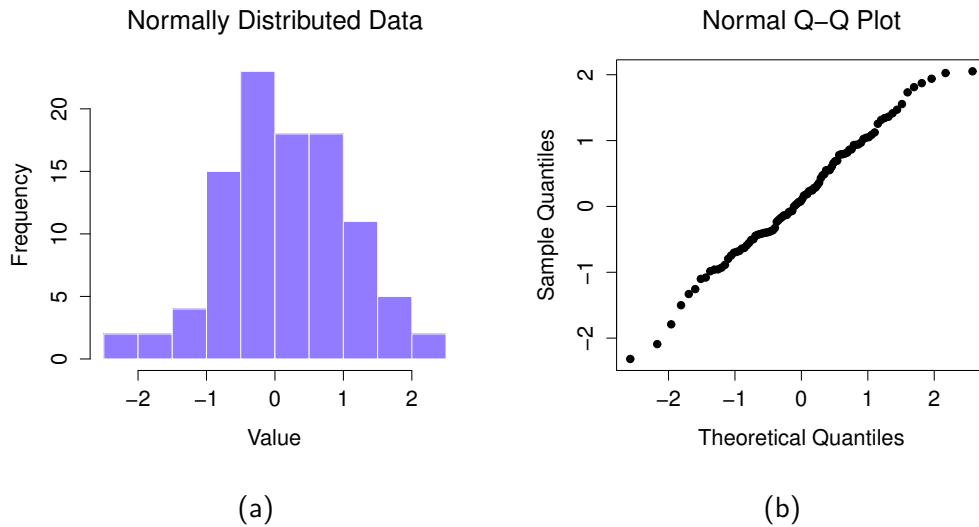 Normally Distributed Data
Frequency
20
15
10
5
0
−2 −1 0 1 2
Value
(a)
Normal Q−Q Plot
Sample Quantiles
2
1
0
−1
−2
−2 −1 0 1 2
Theoretical Quantiles
(b)